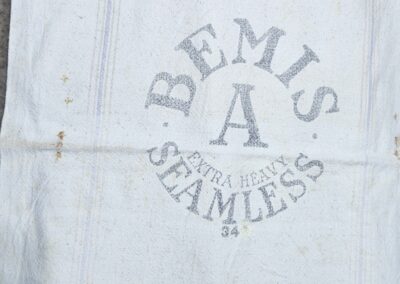 BEMIS
A
EXTRA HEAVY
SEAMLESS
34